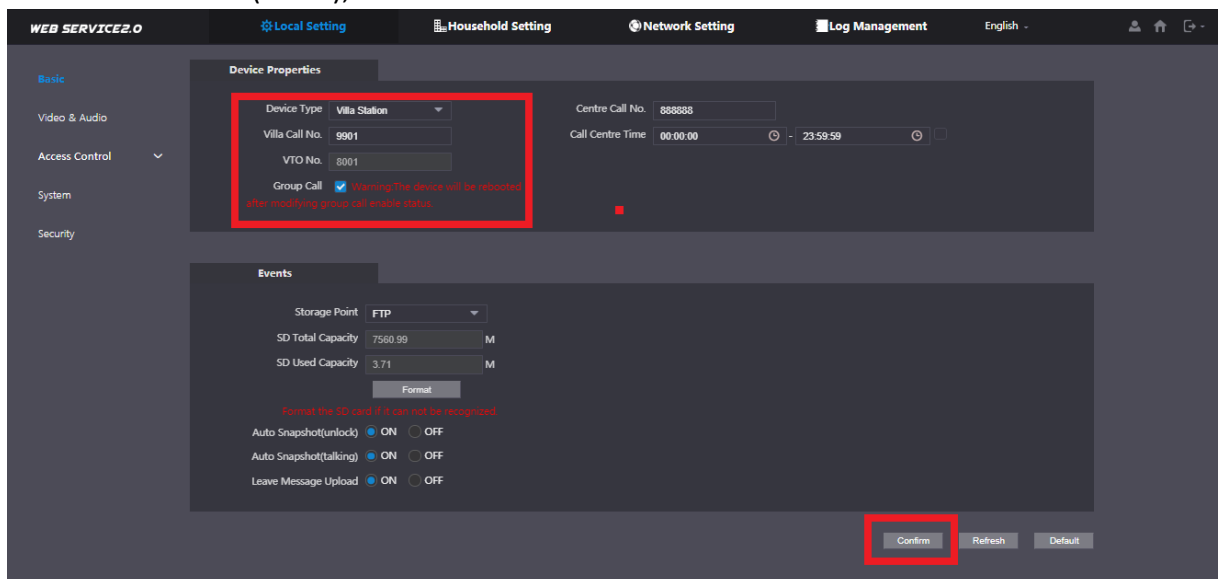 WEB SERVICE2.0 Local Setting Household Setting Network Setting Log Management English
Basic
Video & Audio
Access Control
System
Security
Device Properties
Device Type Villa Station
Villa Call No. 9901
VTO No. 8001
Group Call Warning:The device will be rebooted
after modifying group call enable status.
Centre Call No. 888888
Call Centre Time 00:00:00 - 23:59:59
Events
Storage Point FTP
SD Total Capacity 7560.99 M
SD Used Capacity 3.71 M
Format
Format the SD card if it can not be recognized
Auto Snapshot(unlock) ON OFF
Auto Snapshot(talking) ON OFF
Leave Message Upload ON OFF
Confirm Refresh Default